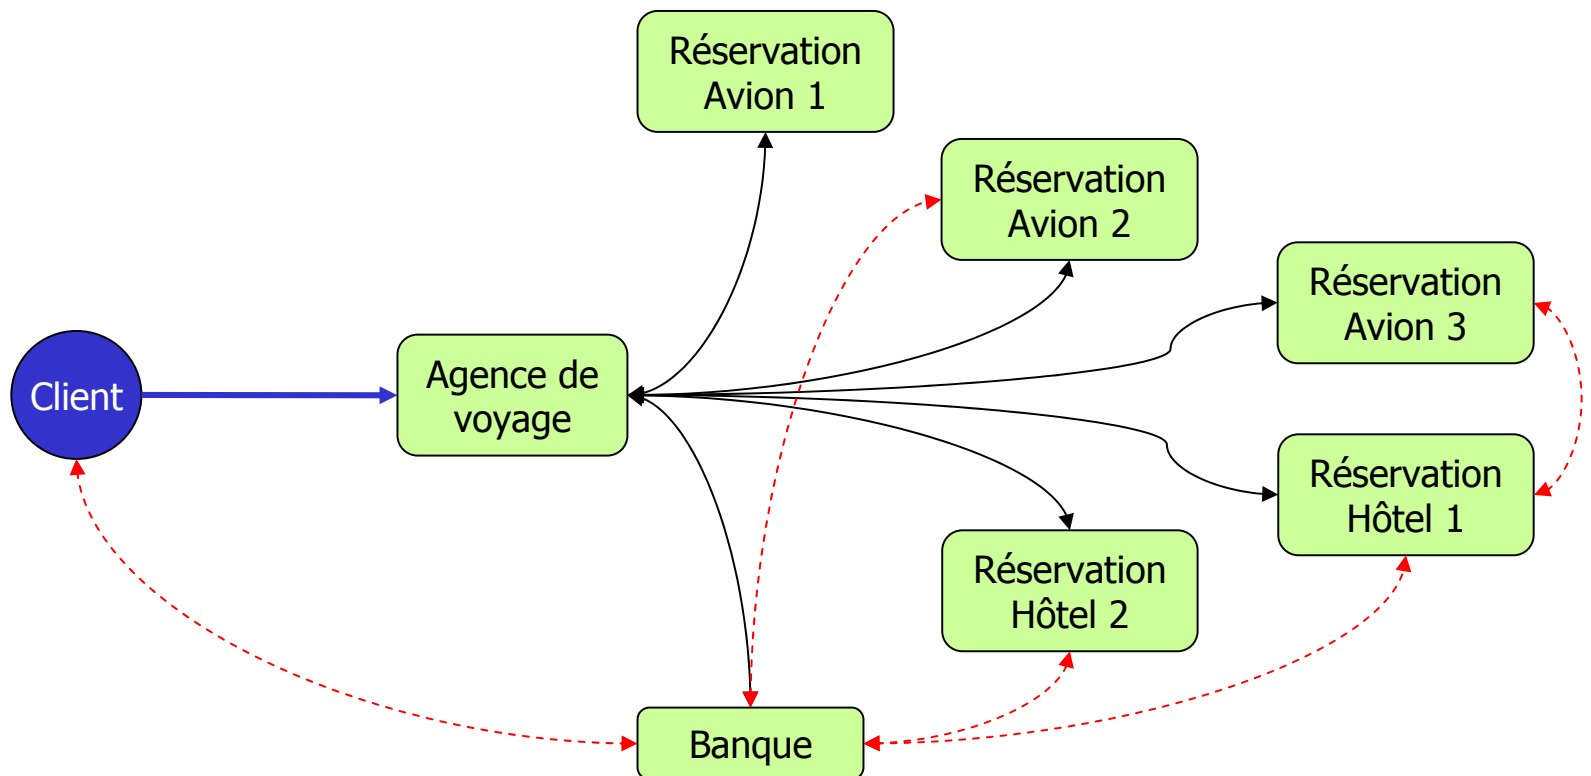 Réservation
Avion 1
Réservation
Avion 2
Réservation
Avion 3
Client
Agence de
voyage
Réservation
Hôtel 1
Réservation
Hôtel 2
Banque